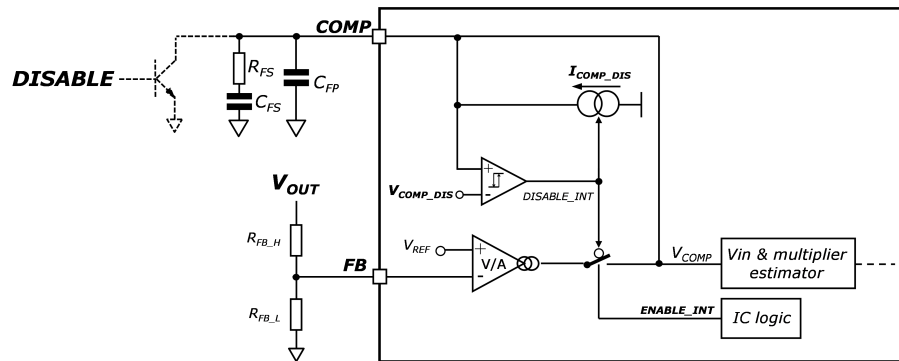 COMP
DISABLE
R_FS
C_FS
C_FP
I_COMP_DIS
+
-
V_COMP_DIS
DISABLE_INT
V_OUT
R_FB_H
FB
R_FB_L
V_REF
+
V/A
-
V_COMP
Vin & multiplier
estimator
ENABLE_INT
IC logic